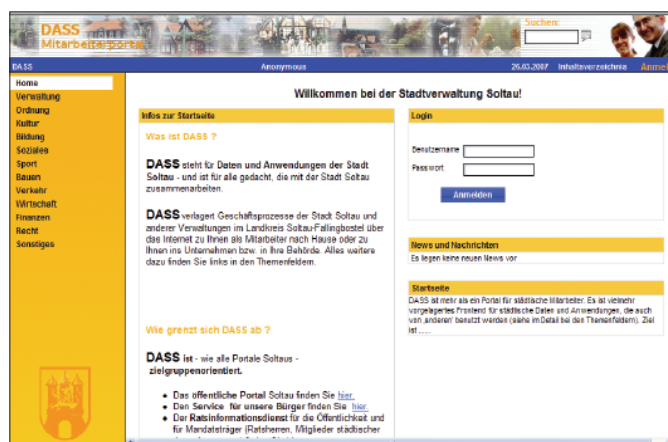 DASS
Mitarbeiterportal
Suchen:
DASS
Anonymous
26.03.2007
Inhaltsverzeichnis
Anmel
Home
Verwaltung
Ordnung
Kultur
Bildung
Soziales
Sport
Bauen
Verkehr
Wirtschaft
Finanzen
Recht
Sonstiges
Willkommen bei der Stadtverwaltung Soltau!
Infos zur Startseite
Was ist DASS ?
DASS steht für Daten und Anwendungen der Stadt
Soltau - und ist für alle gedacht, die mit der Stadt Soltau
zusammenarbeiten.
DASS verlagert Geschäftsprozesse der Stadt Soltau und
anderer Verwaltungen im Landkreis Soltau-Fallingbostel über
das Internet zu Ihnen als Mitarbeiter nach Hause oder zu
Ihnen ins Unternehmen bzw. in Ihre Behörde. Alles weitere
dazu finden Sie links in den Themenfeldern.
Wie grenzt sich DASS ab ?
DASS ist - wie alle Portale Soltaus -
zielgruppenorientiert.
• Das öffentliche Portal Soltau finden Sie hier.
• Den Service für unsere Bürger finden Sie hier.
• Der Ratsinformationsdienst für die Öffentlichkeit und
für Mandatsträger (Ratsherren, Mitglieder städtischer
Login
Benutzername
Passwort
Anmelden
News und Nachrichten
Es liegen keine neuen News vor
Startseite
DASS ist mehr als ein Portal für städtische Mitarbeiter. Es ist vielmehr
vorgelagertes Frontend für städtische Daten und Anwendungen, die auch
von 'anderen' benutzt werden (siehe im Detail bei den Themenfeldern). Ziel
ist .....